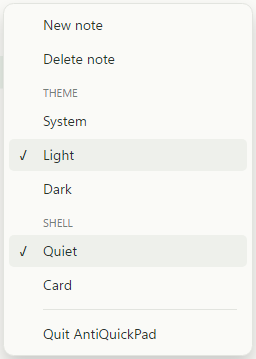 New note
Delete note
THEME
System
✓ Light
Dark
SHELL
✓ Quiet
Card
Quit AntiQuickPad